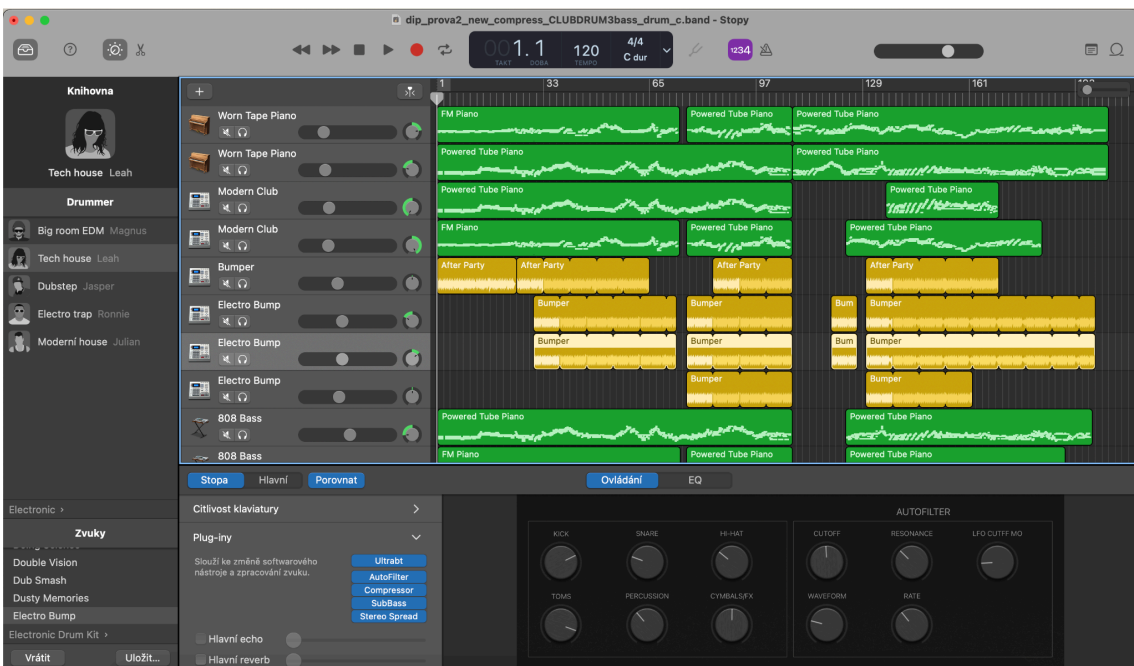 dip_prova2_new_compress_CLUBDRUM3bass_drum_c.band - Stopy
001.1
TAKT DOBA
120
TEMPO
4/4
C dur
1234
Knihovna
Tech house Leah
Drummer
Big room EDM Magnus
Tech house Leah
Dubstep Jasper
Electro trap Ronnie
Moderní house Julian
Electronic
Zvuky
Double Vision
Dub Smash
Dusty Memories
Electro Bump
Electronic Drum Kit
Vrátit Uložit...
1 33 65 97 129 161
Worn Tape Piano
FM Piano Powered Tube Piano Powered Tube Piano
Worn Tape Piano
Powered Tube Piano Powered Tube Piano
Modern Club
Powered Tube Piano Powered Tube Piano
Modern Club
FM Piano Powered Tube Piano Powered Tube Piano
Bumper
After Party After Party After Party After Party
Electro Bump
Bumper Bumper Bum Bumper
Electro Bump
Bumper Bumper Bum Bumper
Electro Bump
Bumper Bumper
808 Bass
Powered Tube Piano Powered Tube Piano
808 Bass
FM Piano Powered Tube Piano Powered Tube Piano
Stopa Hlavní Porovnat Ovládání EQ
Citlivost klaviatury
Plug-iny
Slouží ke změně softwarového
nástroje a zpracování zvuku.
Ultrabt
AutoFilter
Compressor
SubBass
Stereo Spread
Hlavní echo
Hlavní reverb
AUTOFILTER
KICK SNARE HI-HAT CUTOFF RESONANCE LFO CUTFF MO
TOMS PERCUSSION CYMBALS/FX WAVEFORM RATE